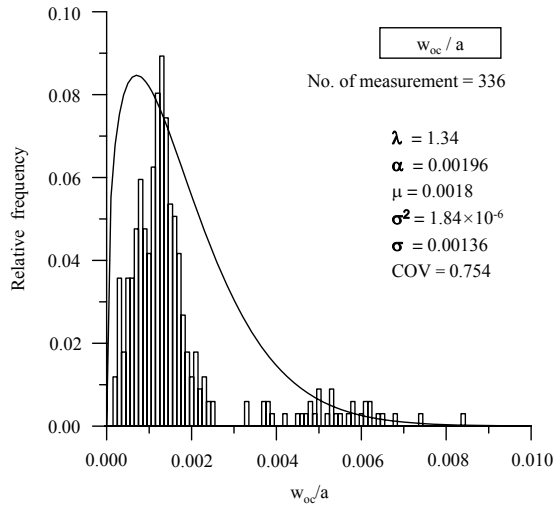 w_oc / a
No. of measurement = 336
λ = 1.34
α = 0.00196
μ = 0.0018
σ² = 1.84×10⁻⁶
σ = 0.00136
COV = 0.754
Relative frequency
0.10
0.08
0.06
0.04
0.02
0.00
0.000 0.002 0.004 0.006 0.008 0.010
w_oc/a